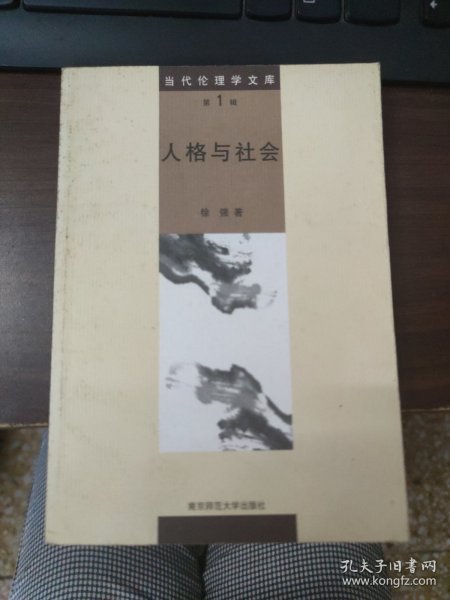 当代伦理学文库
第1辑
人格与社会
徐强著
南京师范大学出版社
孔夫子旧书网
www.kongfz.com